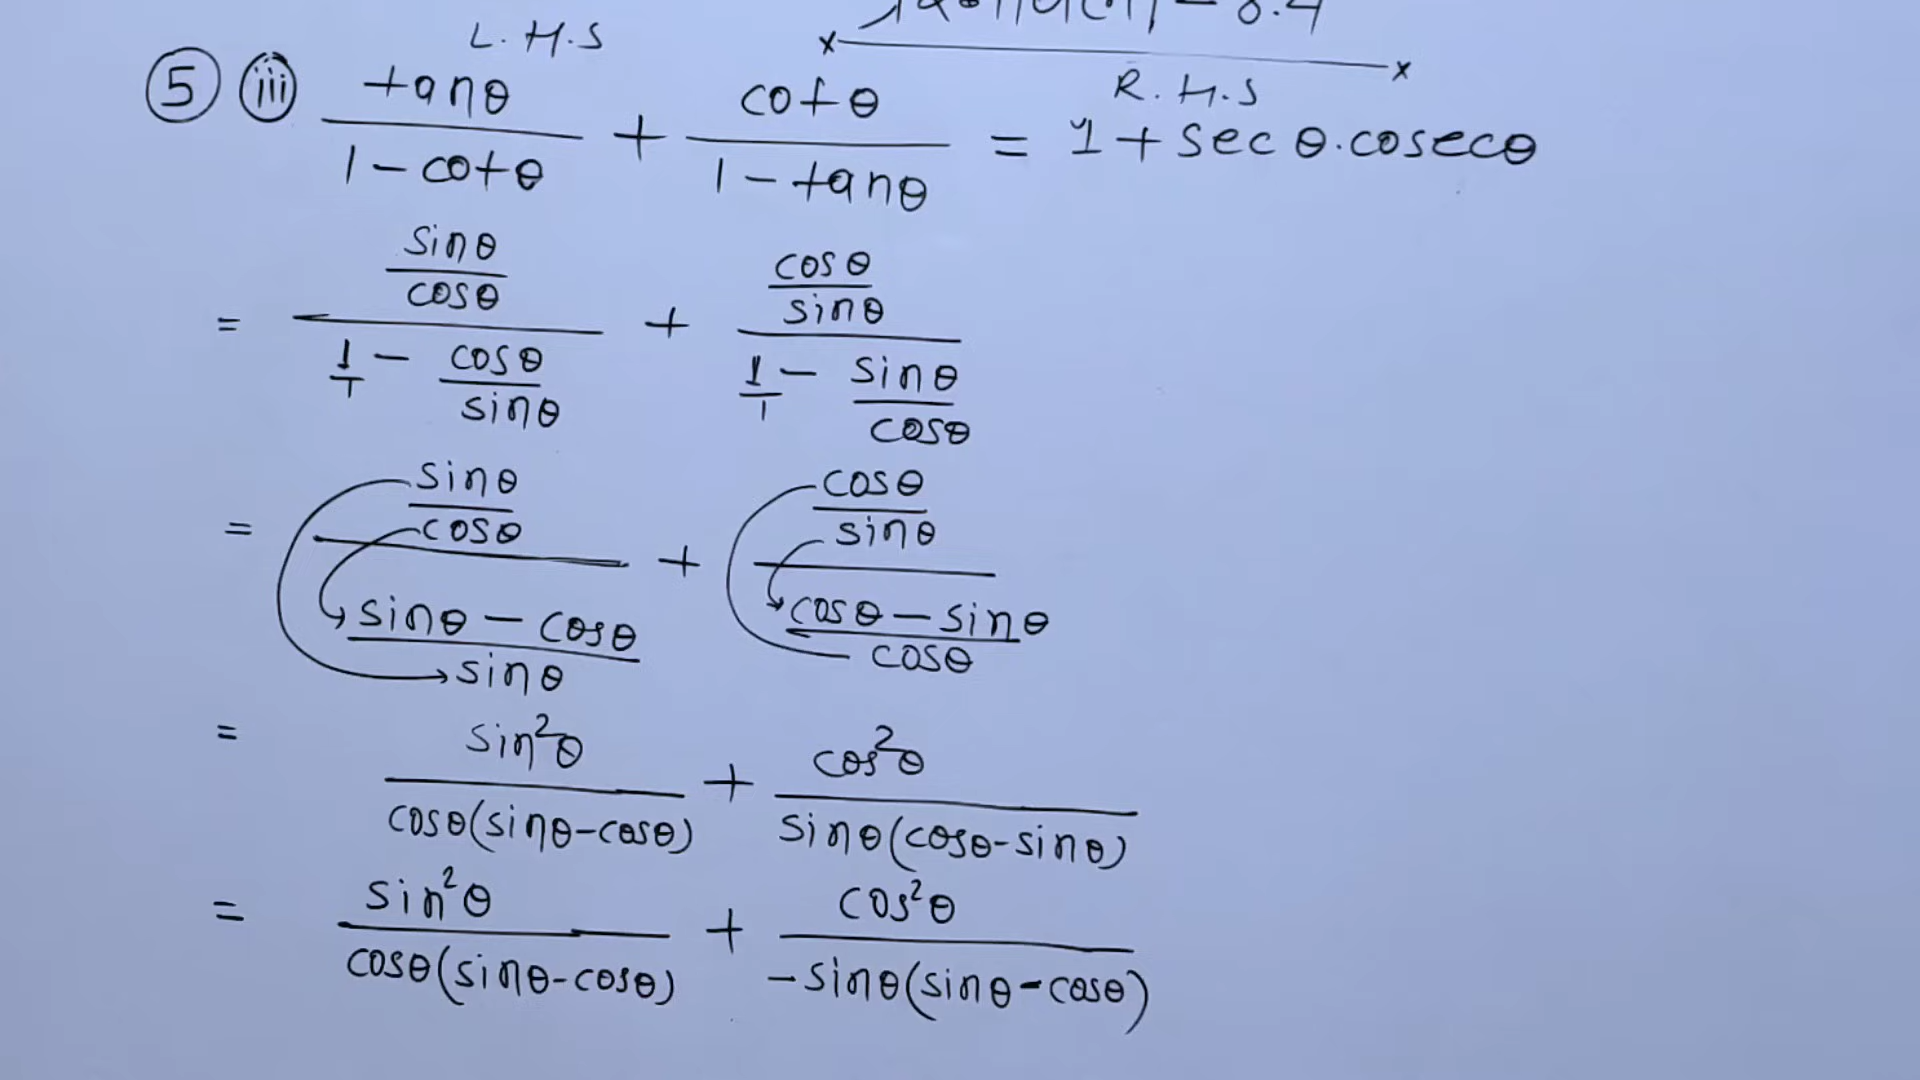 L.H.S
R.H.S
5 iii tanθ/(1-cotθ) + cotθ/(1-tanθ) = 1+secθ.cosecθ
= (sinθ/cosθ)/(1/1 - cosθ/sinθ) + (cosθ/sinθ)/(1/1 - sinθ/cosθ)
= (sinθ/cosθ)/((sinθ-cosθ)/sinθ) + (cosθ/sinθ)/((cosθ-sinθ)/cosθ)
= sin²θ/(cosθ(sinθ-cosθ)) + cos²θ/(sinθ(cosθ-sinθ))
= sin²θ/(cosθ(sinθ-cosθ)) + cos²θ/(-sinθ(sinθ-cosθ))